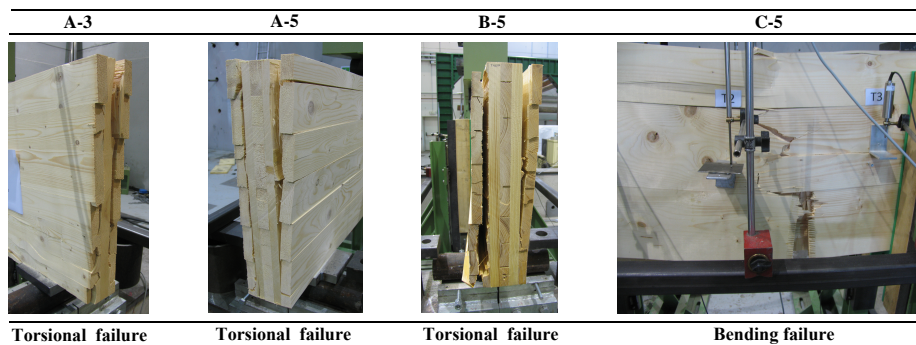 A-3 A-5 B-5 C-5
T2 T3
Torsional failure Torsional failure Torsional failure Bending failure